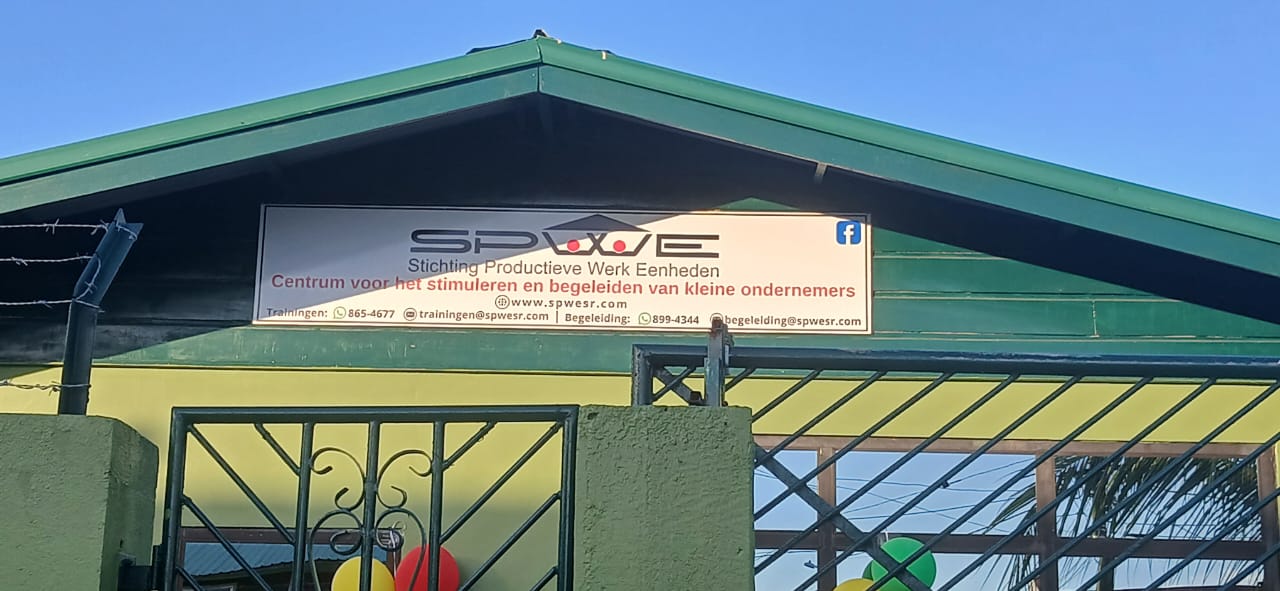 SPWE
Stichting Productieve Werk Eenheden
Centrum voor het stimuleren en begeleiden van kleine ondernemers
www.spwesr.com
Trainingen: 865-4677 trainingen@spwesr.com | Begeleiding: 899-4344 begeleiding@spwesr.com